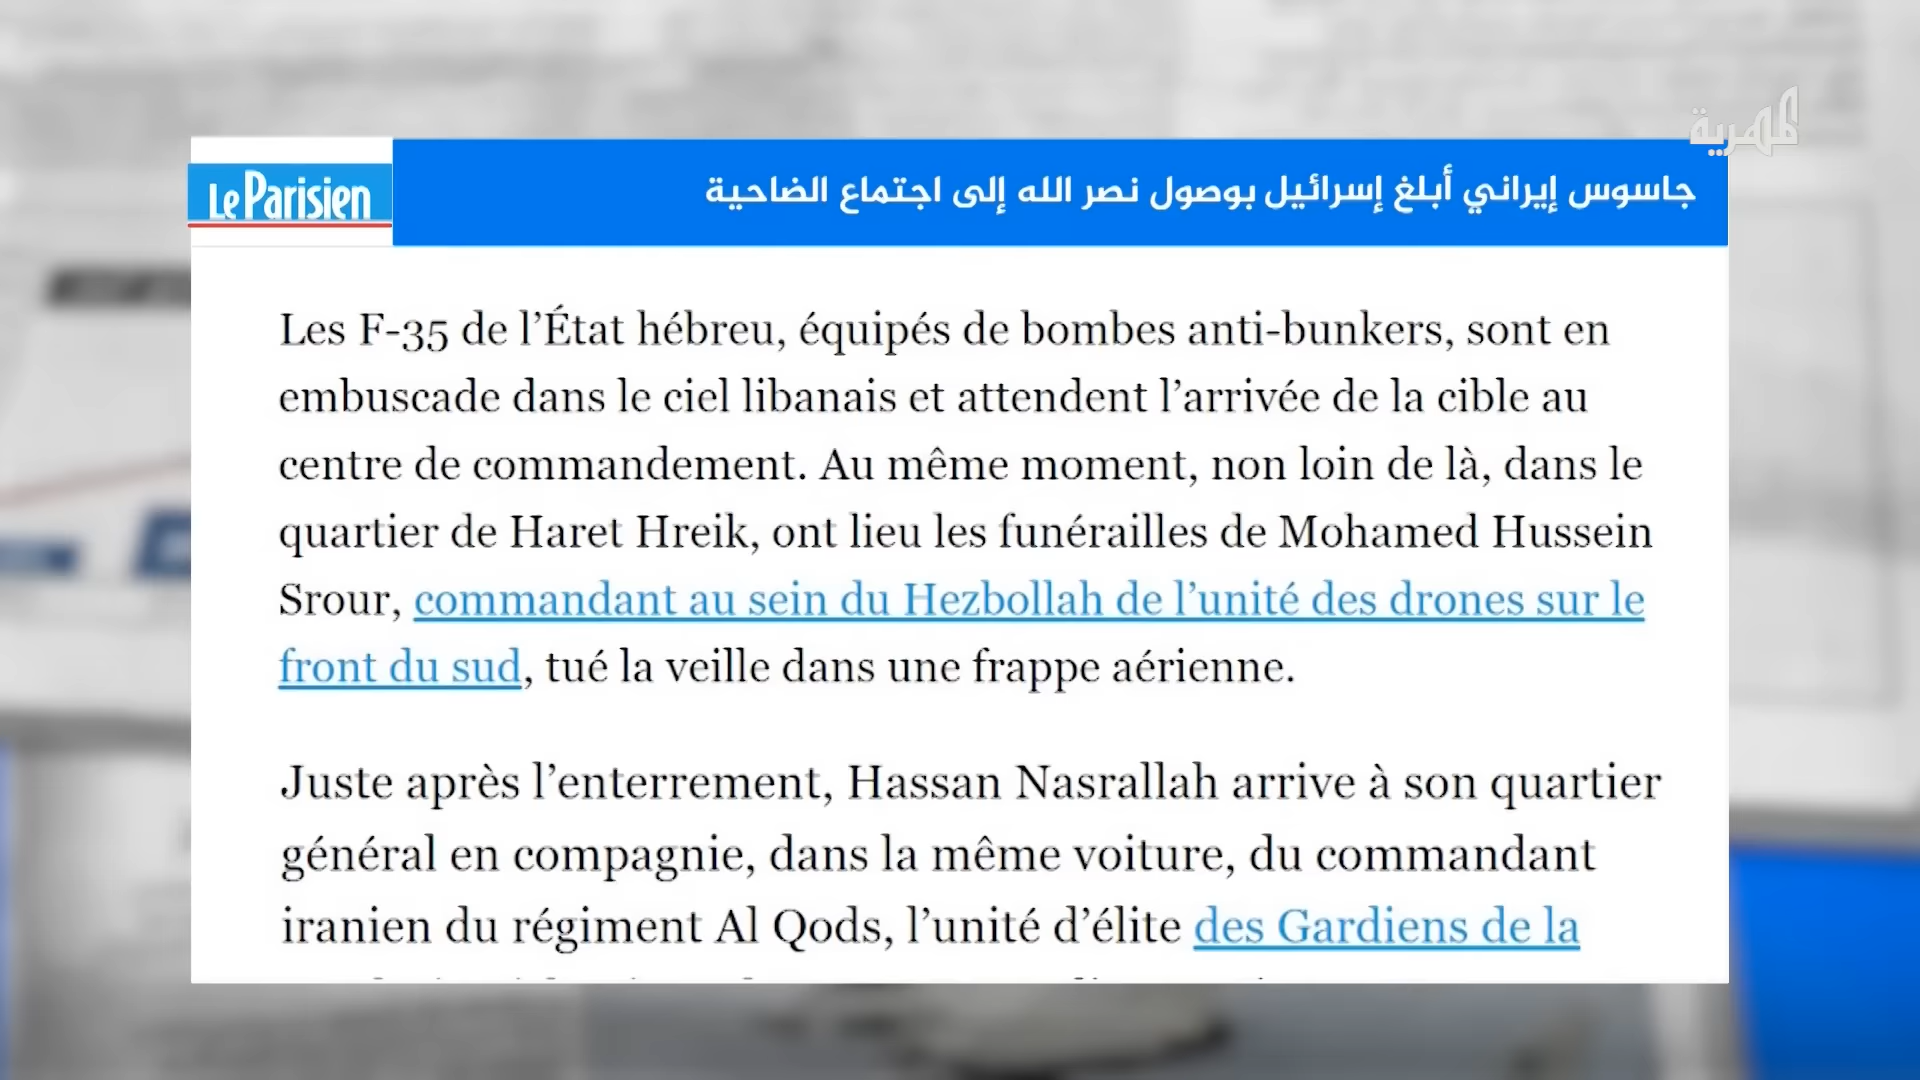 المهرية
Le Parisien
جاسوس إيراني أبلغ إسرائيل بوصول نصر الله إلى اجتماع الضاحية
Les F-35 de l’État hébreu, équipés de bombes anti-bunkers, sont en
embuscade dans le ciel libanais et attendent l’arrivée de la cible au
centre de commandement. Au même moment, non loin de là, dans le
quartier de Haret Hreik, ont lieu les funérailles de Mohamed Hussein
Srour, commandant au sein du Hezbollah de l’unité des drones sur le
front du sud, tué la veille dans une frappe aérienne.
Juste après l’enterrement, Hassan Nasrallah arrive à son quartier
général en compagnie, dans la même voiture, du commandant
iranien du régiment Al Qods, l’unité d’élite des Gardiens de la